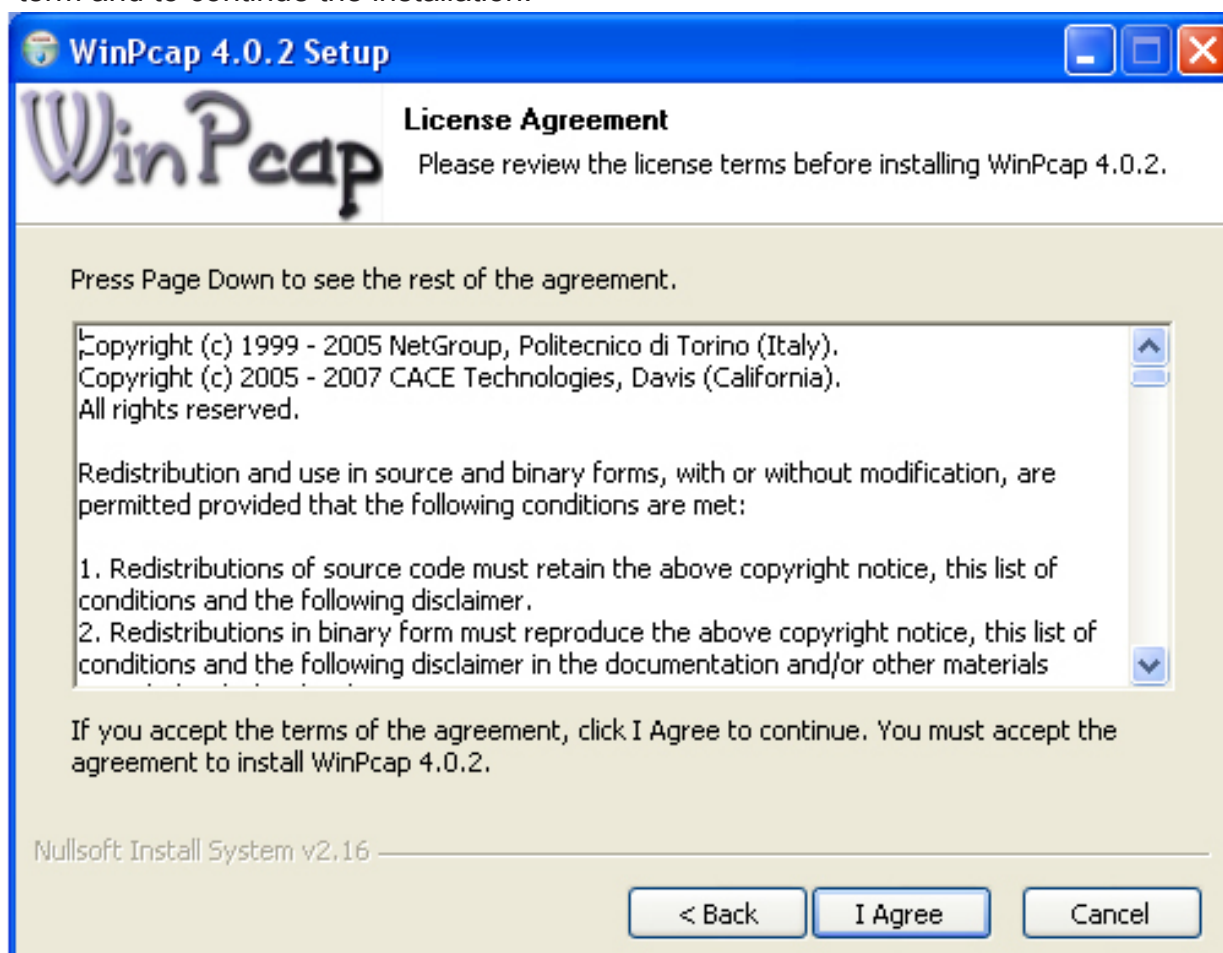 term and to continue the installation.
WinPcap 4.0.2 Setup
WinPcap
License Agreement
Please review the license terms before installing WinPcap 4.0.2.
Press Page Down to see the rest of the agreement.
Copyright (c) 1999 - 2005 NetGroup, Politecnico di Torino (Italy).
Copyright (c) 2005 - 2007 CACE Technologies, Davis (California).
All rights reserved.
Redistribution and use in source and binary forms, with or without modification, are
permitted provided that the following conditions are met:
1. Redistributions of source code must retain the above copyright notice, this list of
conditions and the following disclaimer.
2. Redistributions in binary form must reproduce the above copyright notice, this list of
conditions and the following disclaimer in the documentation and/or other materials
If you accept the terms of the agreement, click I Agree to continue. You must accept the
agreement to install WinPcap 4.0.2.
Nullsoft Install System v2.16
< Back
I Agree
Cancel